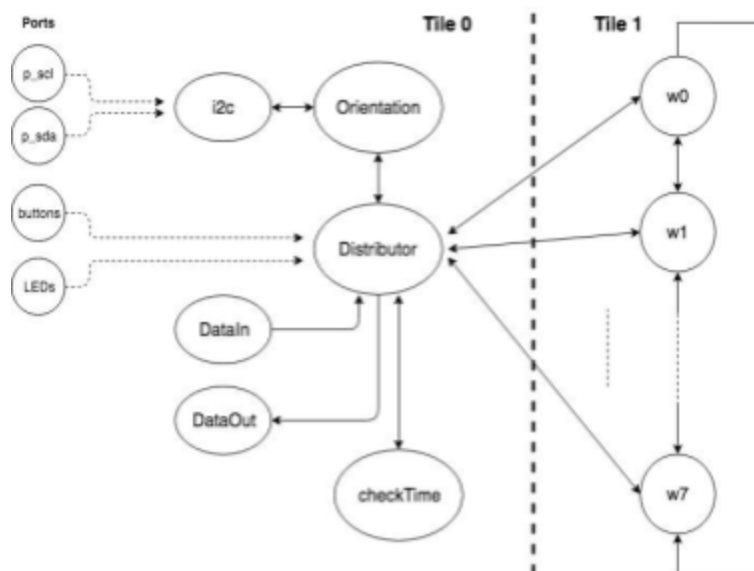 Ports
Tile 0
Tile 1
p_scl
i2c
Orientation
w0
p_sda
buttons
Distributor
w1
LEDs
DataIn
DataOut
checkTime
w7